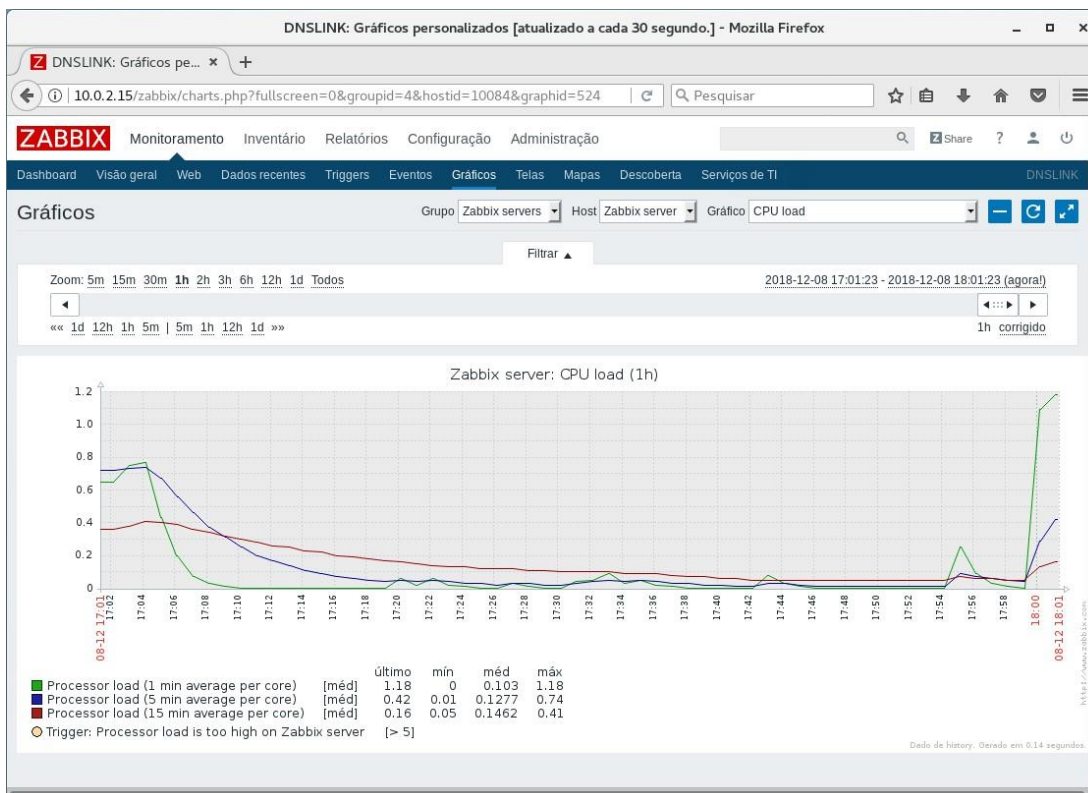 DNSLINK: Gráficos personalizados [atualizado a cada 30 segundo.] - Mozilla Firefox
Z DNSLINK: Gráficos pe...
10.0.2.15/zabbix/charts.php?fullscreen=0&groupid=4&hostid=10084&graphid=524 Pesquisar
ZABBIX Monitoramento Inventário Relatórios Configuração Administração Z Share ?
Dashboard Visão geral Web Dados recentes Triggers Eventos Gráficos Telas Mapas Descoberta Serviços de TI DNSLINK
Gráficos Grupo Zabbix servers Host Zabbix server Gráfico CPU load
Filtrar
Zoom: 5m 15m 30m 1h 2h 3h 6h 12h 1d Todos 2018-12-08 17:01:23 - 2018-12-08 18:01:23 (agora!)
«« 1d 12h 1h 5m | 5m 1h 12h 1d »» 1h corrigido
Zabbix server: CPU load (1h)
1.2
1.0
0.8
0.6
0.4
0.2
0
08-12 17:01 17:02 17:04 17:06 17:08 17:10 17:12 17:14 17:16 17:18 17:20 17:22 17:24 17:26 17:28 17:30 17:32 17:34 17:36 17:38 17:40 17:42 17:44 17:46 17:48 17:50 17:52 17:54 17:56 17:58 18:00 08-12 18:01
último mín méd máx
Processor load (1 min average per core) [méd] 1.18 0 0.103 1.18
Processor load (5 min average per core) [méd] 0.42 0.01 0.1277 0.74
Processor load (15 min average per core) [méd] 0.16 0.05 0.1462 0.41
Trigger: Processor load is too high on Zabbix server [> 5]
http://www.zabbix.com
Dado de history. Gerado em 0.14 segundos.